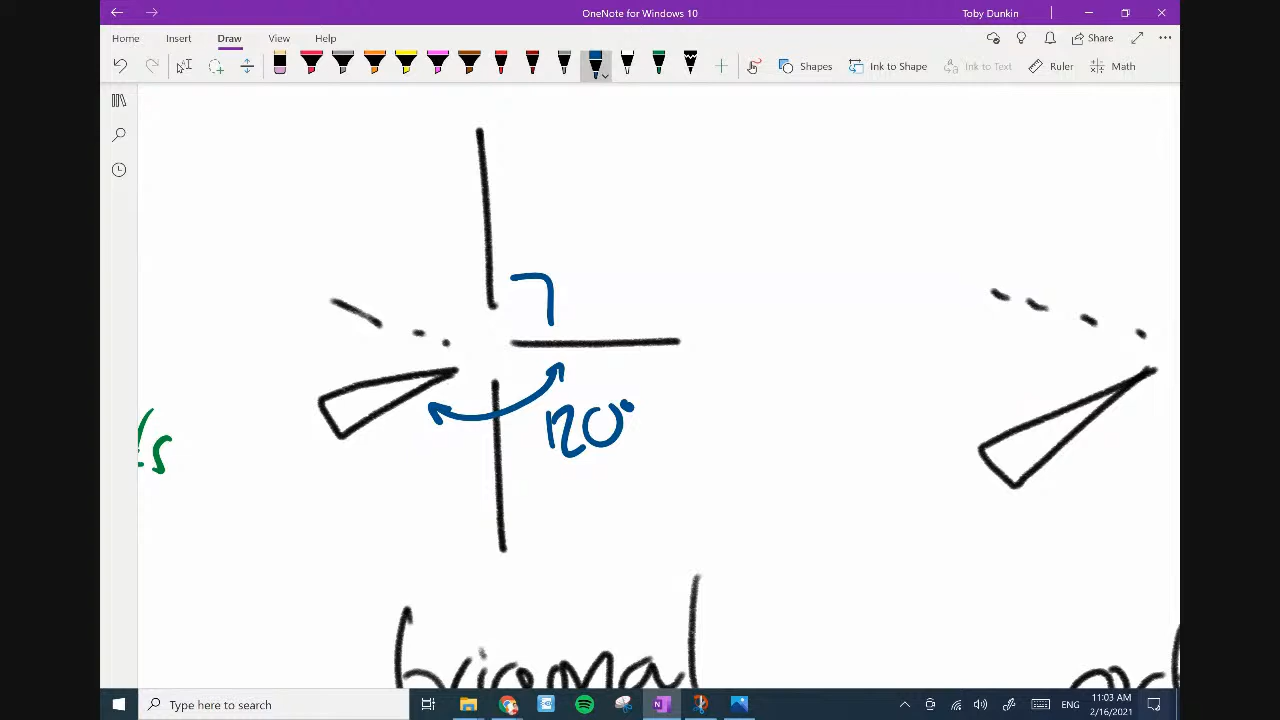 OneNote for Windows 10
Toby Dunkin
Home Insert Draw View Help
Share
Shapes Ink to Shape Ink to Text Ruler Math
120°
trigonal
Type here to search
ENG
11:03 AM
2/16/2021